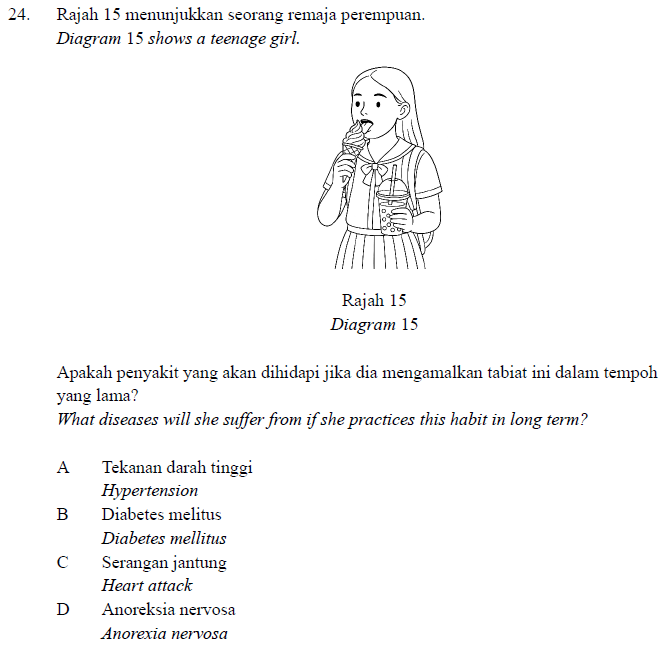 24. Rajah 15 menunjukkan seorang remaja perempuan.
Diagram 15 shows a teenage girl.
Rajah 15
Diagram 15
Apakah penyakit yang akan dihidapi jika dia mengamalkan tabiat ini dalam tempoh
yang lama?
What diseases will she suffer from if she practices this habit in long term?
A Tekanan darah tinggi
Hypertension
B Diabetes melitus
Diabetes mellitus
C Serangan jantung
Heart attack
D Anoreksia nervosa
Anorexia nervosa